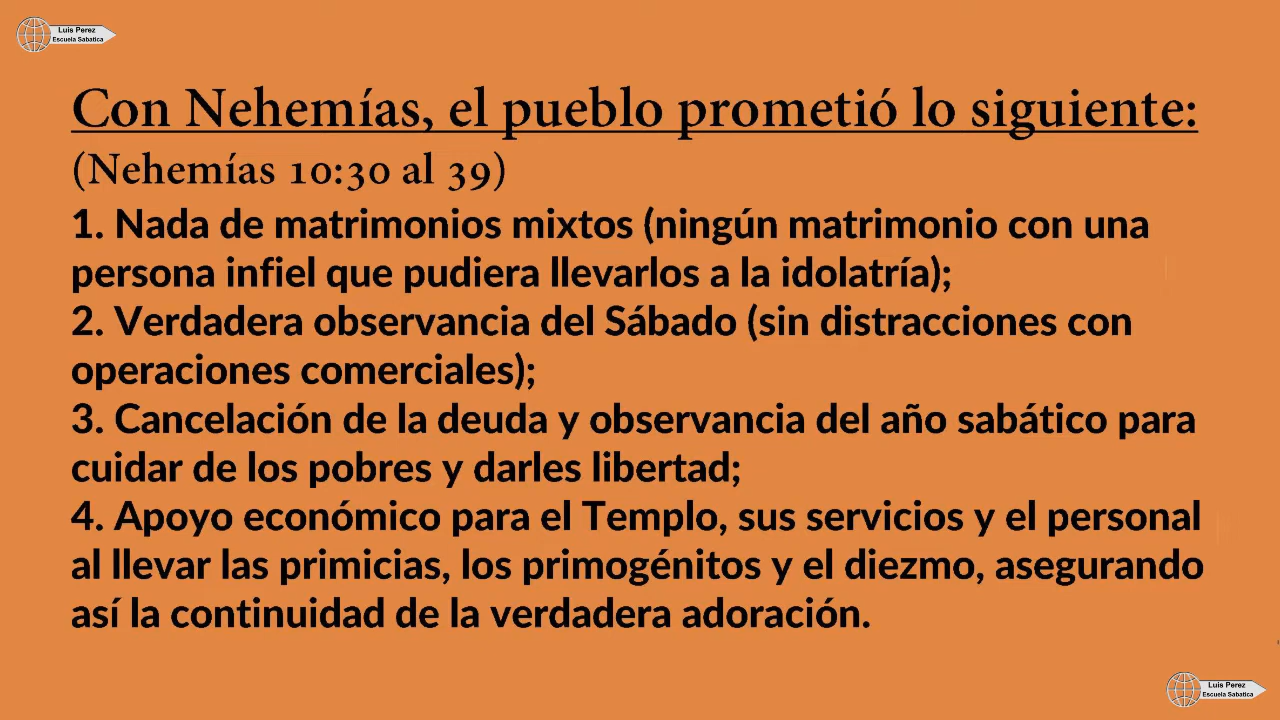 Luis Perez
Escuela Sabatica
Con Nehemías, el pueblo prometió lo siguiente:
(Nehemías 10:30 al 39)
1. Nada de matrimonios mixtos (ningún matrimonio con una
persona infiel que pudiera llevarlos a la idolatría);
2. Verdadera observancia del Sábado (sin distracciones con
operaciones comerciales);
3. Cancelación de la deuda y observancia del año sabático para
cuidar de los pobres y darles libertad;
4. Apoyo económico para el Templo, sus servicios y el personal
al llevar las primicias, los primogénitos y el diezmo, asegurando
así la continuidad de la verdadera adoración.
Luis Perez
Escuela Sabatica